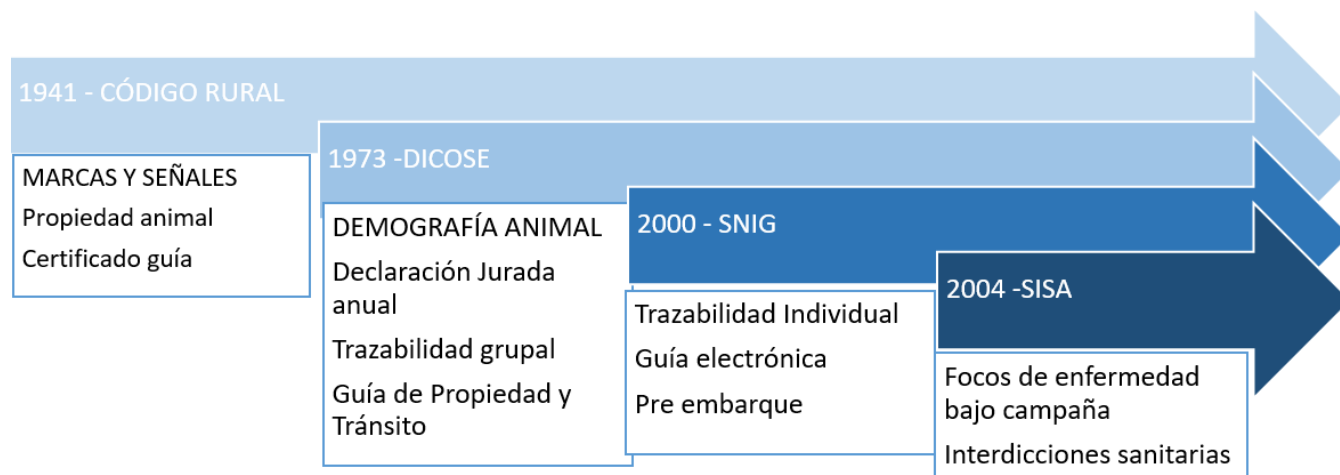 1941 - CÓDIGO RURAL
MARCAS Y SEÑALES
Propiedad animal
Certificado guía
1973 -DICOSE
DEMOGRAFÍA ANIMAL
Declaración Jurada
anual
Trazabilidad grupal
Guía de Propiedad y
Tránsito
2000 - SNIG
Trazabilidad Individual
Guía electrónica
Pre embarque
2004 -SISA
Focos de enfermedad
bajo campaña
Interdicciones sanitarias